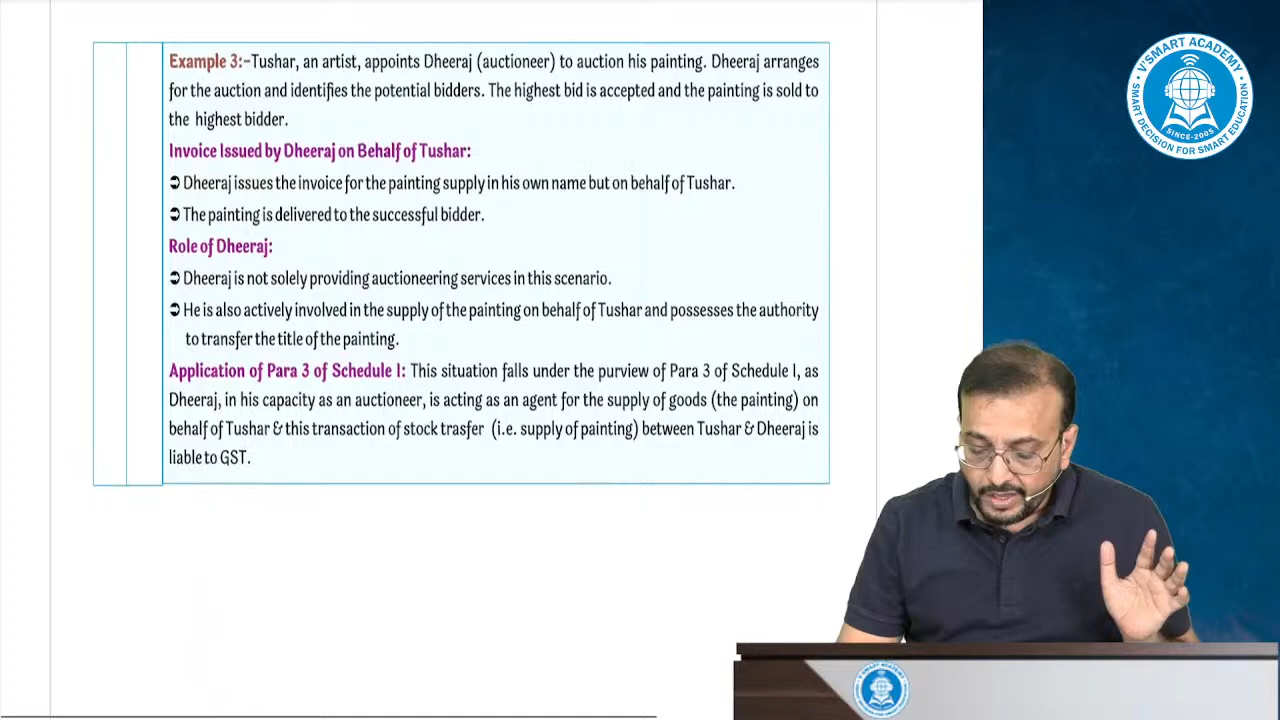 Example 3:-Tushar, an artist, appoints Dheeraj (auctioneer) to auction his painting. Dheeraj arranges
for the auction and identifies the potential bidders. The highest bid is accepted and the painting is sold to
the highest bidder.
Invoice Issued by Dheeraj on Behalf of Tushar:
➲ Dheeraj issues the invoice for the painting supply in his own name but on behalf of Tushar.
➲ The painting is delivered to the successful bidder.
Role of Dheeraj:
➲ Dheeraj is not solely providing auctioneering services in this scenario.
➲ He is also actively involved in the supply of the painting on behalf of Tushar and possesses the authority
to transfer the title of the painting.
Application of Para 3 of Schedule I: This situation falls under the purview of Para 3 of Schedule I, as
Dheeraj, in his capacity as an auctioneer, is acting as an agent for the supply of goods (the painting) on
behalf of Tushar & this transaction of stock trasfer (i.e. supply of painting) between Tushar & Dheeraj is
liable to GST.
V'SMART ACADEMY
SMART DECISION FOR SMART EDUCATION
SINCE-2005